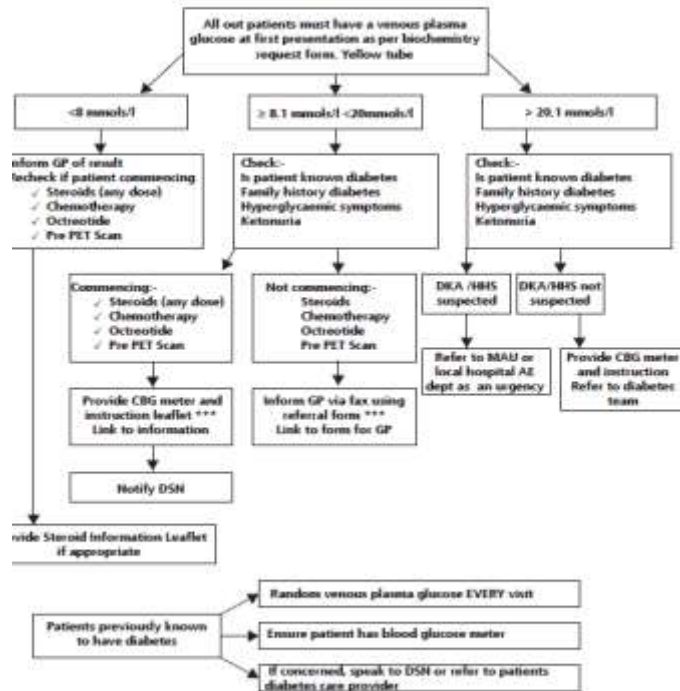 All out patients must have a venous plasma
glucose at first presentation as per biochemistry
request form. Yellow tube
<8 mmols/l
≥ 8.1 mmols/l <20mmols/l
> 20.1 mmols/l
nform GP of result
echeck if patient commencing
✓ Steroids (any dose)
✓ Chemotherapy
✓ Octreotide
✓ Pre PET Scan
Check:-
Is patient known diabetes
Family history diabetes
Hyperglycaemic symptoms
Ketonuria
Check:-
Is patient known diabetes
Family history diabetes
Hyperglycaemic symptoms
Ketonuria
Commencing:-
✓ Steroids (any dose)
✓ Chemotherapy
✓ Octreotide
✓ Pre PET Scan
Not commencing:-
Steroids
Chemotherapy
Octreotide
Pre PET Scan
DKA /HHS
suspected
DKA/HHS not
suspected
Refer to MAU or
local hospital AE
dept as an urgency
Provide CBG meter
and instruction
Refer to diabetes
team
Provide CBG meter and
instruction leaflet ***
Link to information
Inform GP via fax using
referral form ***
Link to form for GP
Notify DSN
ovide Steroid Information Leaflet
if appropriate
Patients previously known
to have diabetes
Random venous plasma glucose EVERY visit
Ensure patient has blood glucose meter
If concerned, speak to DSN or refer to patients
diabetes care provider